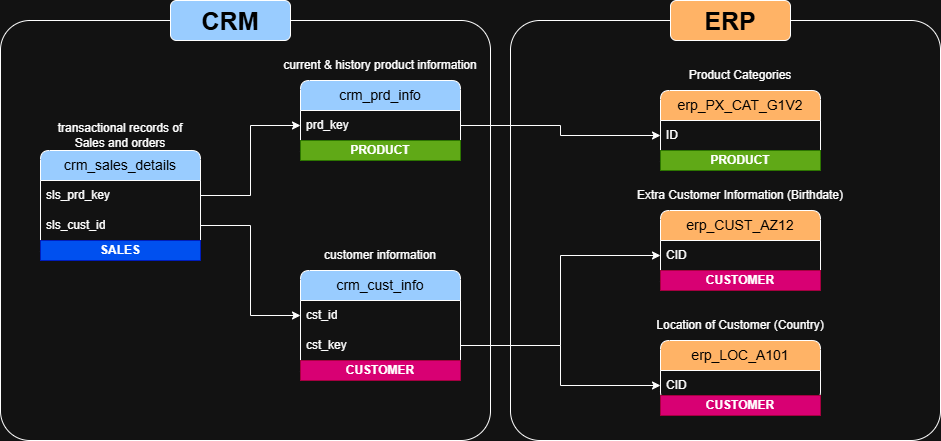 CRM
current & history product information
crm_prd_info
prd_key
PRODUCT
transactional records of
Sales and orders
crm_sales_details
sls_prd_key
sls_cust_id
SALES
customer information
crm_cust_info
cst_id
cst_key
CUSTOMER
ERP
Product Categories
erp_PX_CAT_G1V2
ID
PRODUCT
Extra Customer Information (Birthdate)
erp_CUST_AZ12
CID
CUSTOMER
Location of Customer (Country)
erp_LOC_A101
CID
CUSTOMER